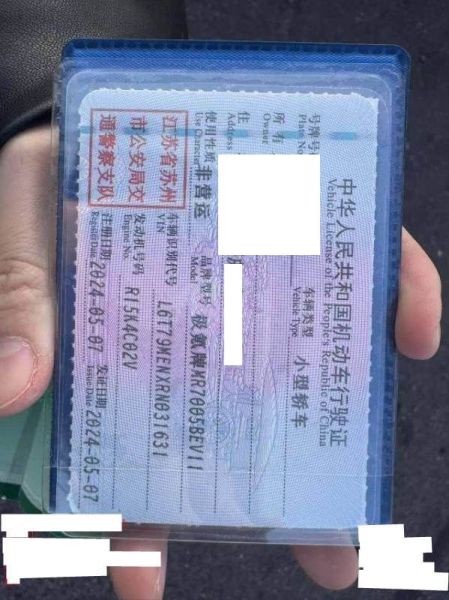 中华人民共和国机动车行驶证
Vehicle License of the People's Republic of China
号牌号
Plate No.
车辆类型
Vehicle Type
小型轿车
所有
Owner
住
Address
使用性质
Use Character
非营运
品牌型号
Model
极氪牌MR7005BEV11
江苏省苏州
市公安局交
通警察支队
车辆识别代号
VIN
L6T79MENXRN031631
发动机号码
Engine No.
R15K4C02V
注册日期
Register Date
2024-05-07
发证日期
Issue Date
2024-05-07